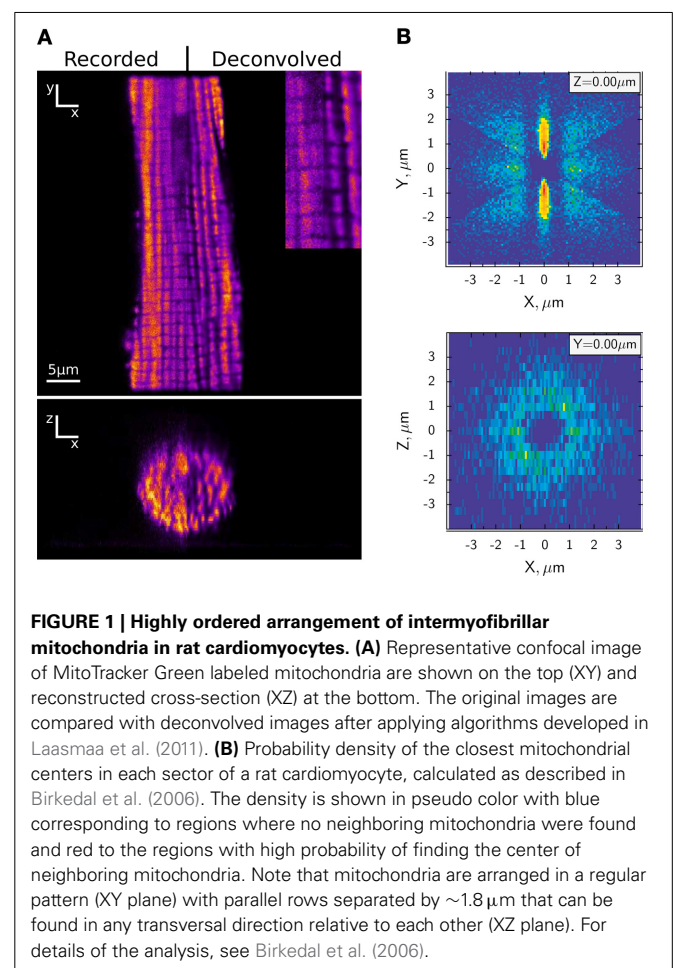 A
B
Recorded | Deconvolved
y
x
5μm
z
x
Z=0.00μm
3
2
1
0
-1
-2
-3
Y, μm
-3 -2 -1 0 1 2 3
X, μm
Y=0.00μm
3
2
1
0
-1
-2
-3
Z, μm
-3 -2 -1 0 1 2 3
X, μm
FIGURE 1 | Highly ordered arrangement of intermyofibrillar
mitochondria in rat cardiomyocytes. (A) Representative confocal image
of MitoTracker Green labeled mitochondria are shown on the top (XY) and
reconstructed cross-section (XZ) at the bottom. The original images are
compared with deconvolved images after applying algorithms developed in
Laasmaa et al. (2011). (B) Probability density of the closest mitochondrial
centers in each sector of a rat cardiomyocyte, calculated as described in
Birkedal et al. (2006). The density is shown in pseudo color with blue
corresponding to regions where no neighboring mitochondria were found
and red to the regions with high probability of finding the center of
neighboring mitochondria. Note that mitochondria are arranged in a regular
pattern (XY plane) with parallel rows separated by ∼1.8 μm that can be
found in any transversal direction relative to each other (XZ plane). For
details of the analysis, see Birkedal et al. (2006).